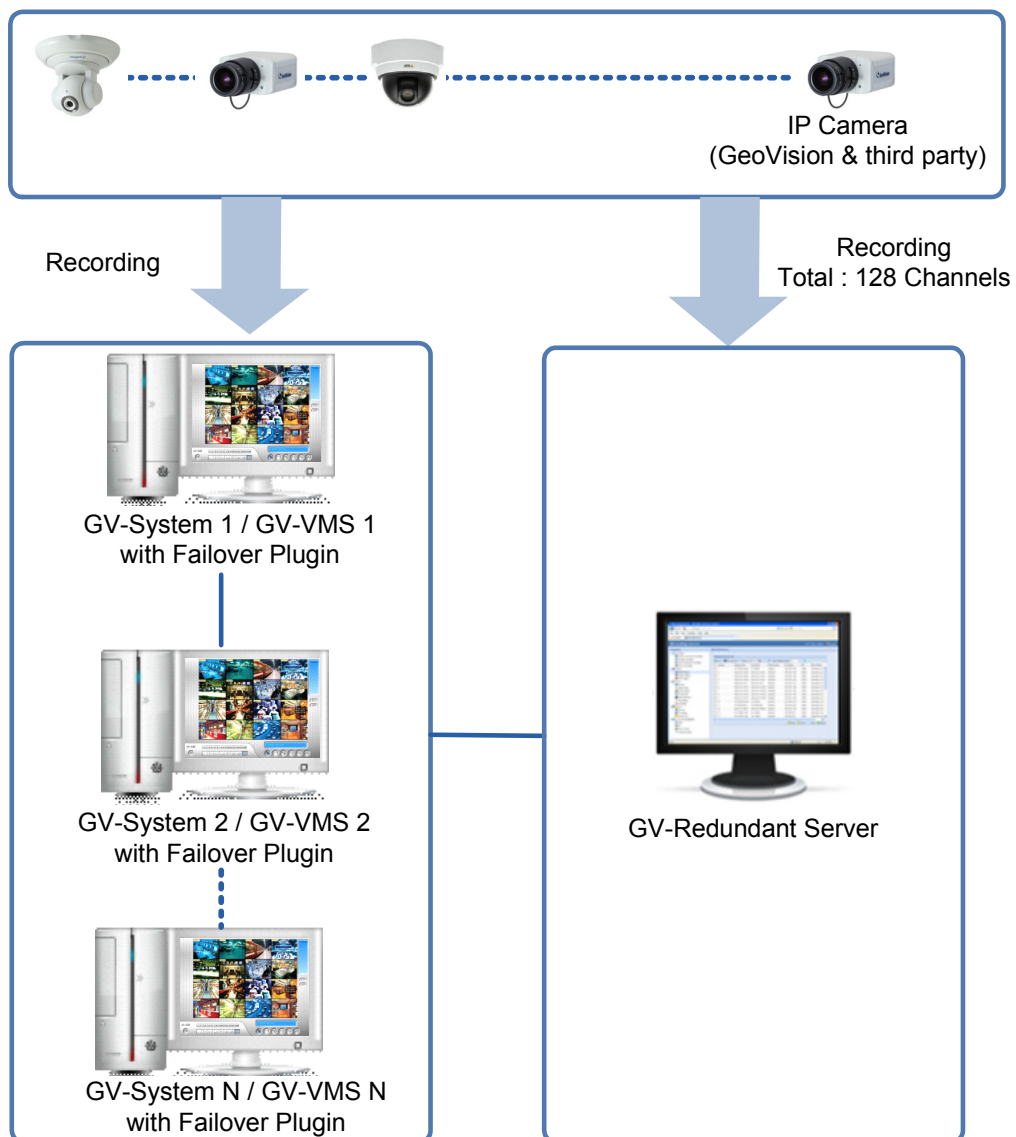 IP Camera
(GeoVision & third party)
Recording
Recording
Total : 128 Channels
GV-System 1 / GV-VMS 1
with Failover Plugin
GV-System 2 / GV-VMS 2
with Failover Plugin
GV-Redundant Server
GV-System N / GV-VMS N
with Failover Plugin